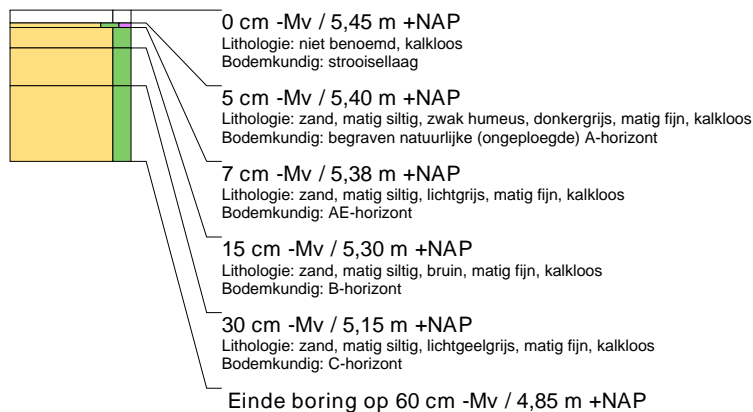 0 cm -Mv / 5,45 m +NAP
Lithologie: niet benoemd, kalkloos
Bodemkundig: strooisellaag
5 cm -Mv / 5,40 m +NAP
Lithologie: zand, matig siltig, zwak humeus, donkergrijs, matig fijn, kalkloos
Bodemkundig: begraven natuurlijke (ongeploegde) A-horizont
7 cm -Mv / 5,38 m +NAP
Lithologie: zand, matig siltig, lichtgrijs, matig fijn, kalkloos
Bodemkundig: AE-horizont
15 cm -Mv / 5,30 m +NAP
Lithologie: zand, matig siltig, bruin, matig fijn, kalkloos
Bodemkundig: B-horizont
30 cm -Mv / 5,15 m +NAP
Lithologie: zand, matig siltig, lichtgeelgrijs, matig fijn, kalkloos
Bodemkundig: C-horizont
Einde boring op 60 cm -Mv / 4,85 m +NAP